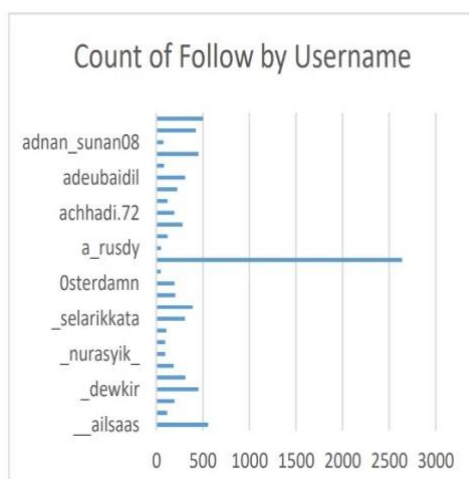 Count of Follow by Username
adnan_sunan08
adeubaidil
achhadi.72
a_rusdy
0sterdamn
_selarikkata
_nurasyik_
_dewkir
__ailsaas
0 500 1000 1500 2000 2500 3000